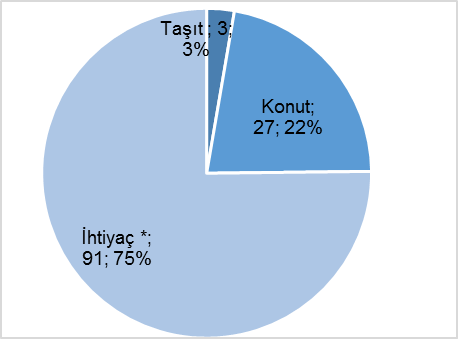 Taşıt ; 3;
3%
Konut;
27; 22%
İhtiyaç *;
91; 75%